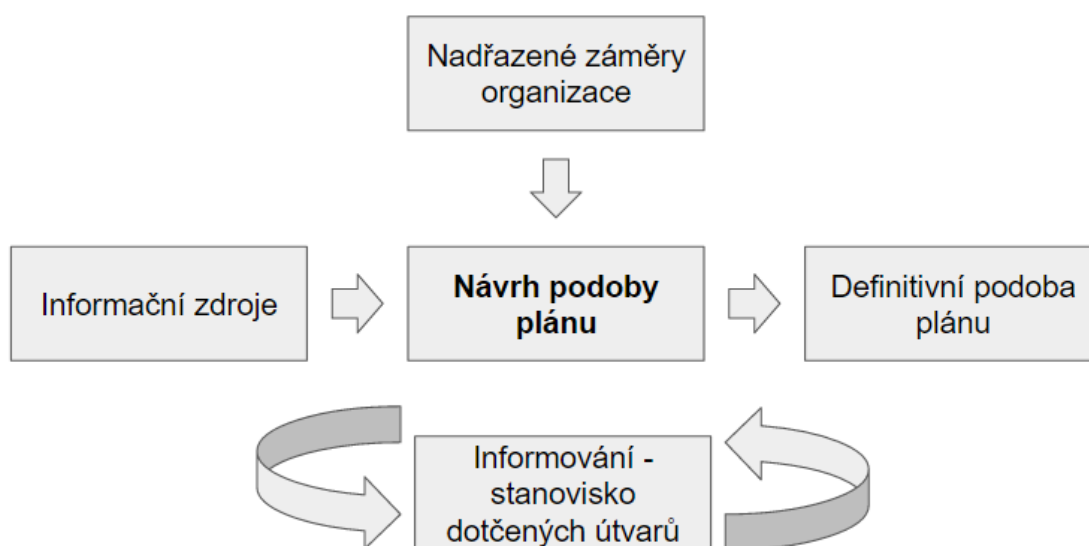 Nadřazené záměry
organizace
Informační zdroje
Návrh podoby
plánu
Definitivní podoba
plánu
Informování -
stanovisko
dotčených útvarů